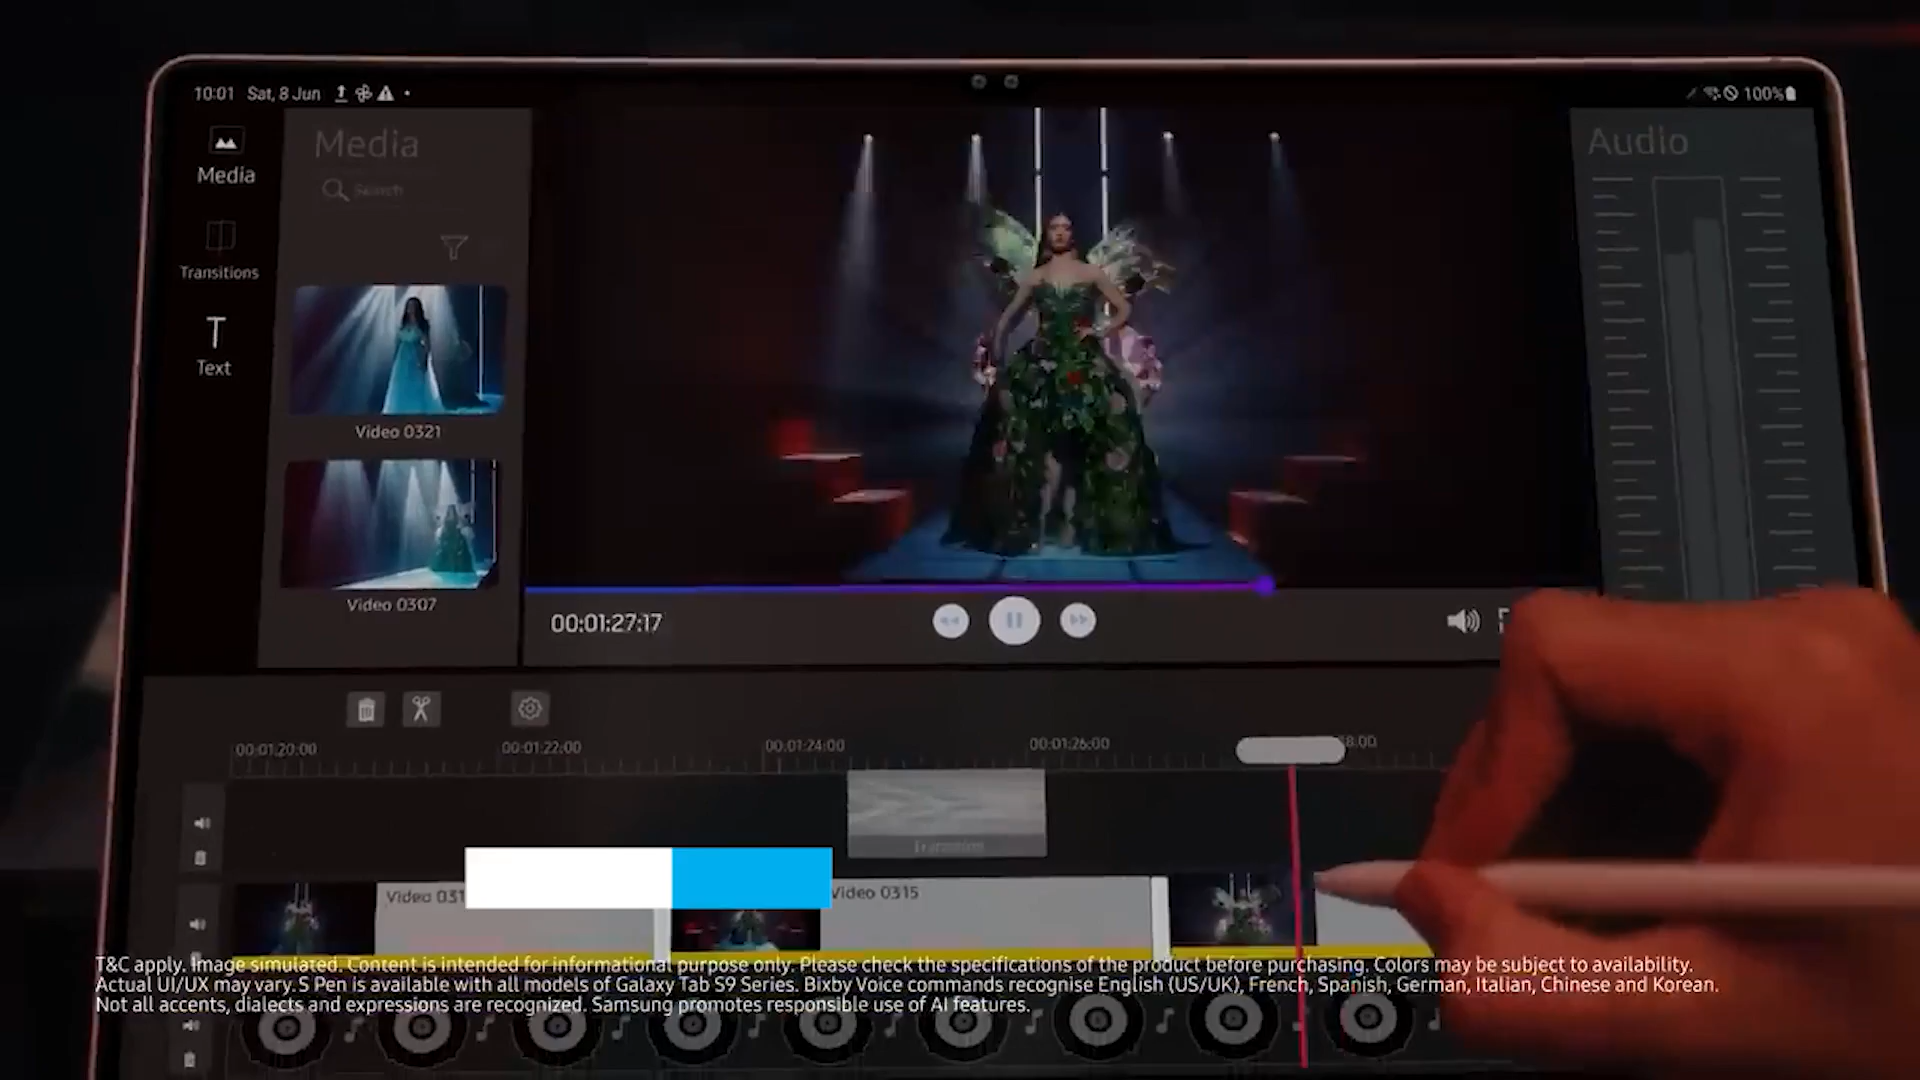 10:01 Sat, 8 Jun
100%
Media
Media
Audio
Search
Transitions
Text
Video 0321
Video 0307
00:01:27:17
00:01:20:00 00:01:22:00 00:01:24:00 00:01:26:00 8:00
Transition
Video 031
Video 0315
T&C apply. Image simulated. Content is intended for informational purpose only. Please check the specifications of the product before purchasing. Colors may be subject to availability.
Actual UI/UX may vary. S Pen is available with all models of Galaxy Tab S9 Series. Bixby Voice commands recognise English (US/UK), French, Spanish, German, Italian, Chinese and Korean.
Not all accents, dialects and expressions are recognized. Samsung promotes responsible use of AI features.